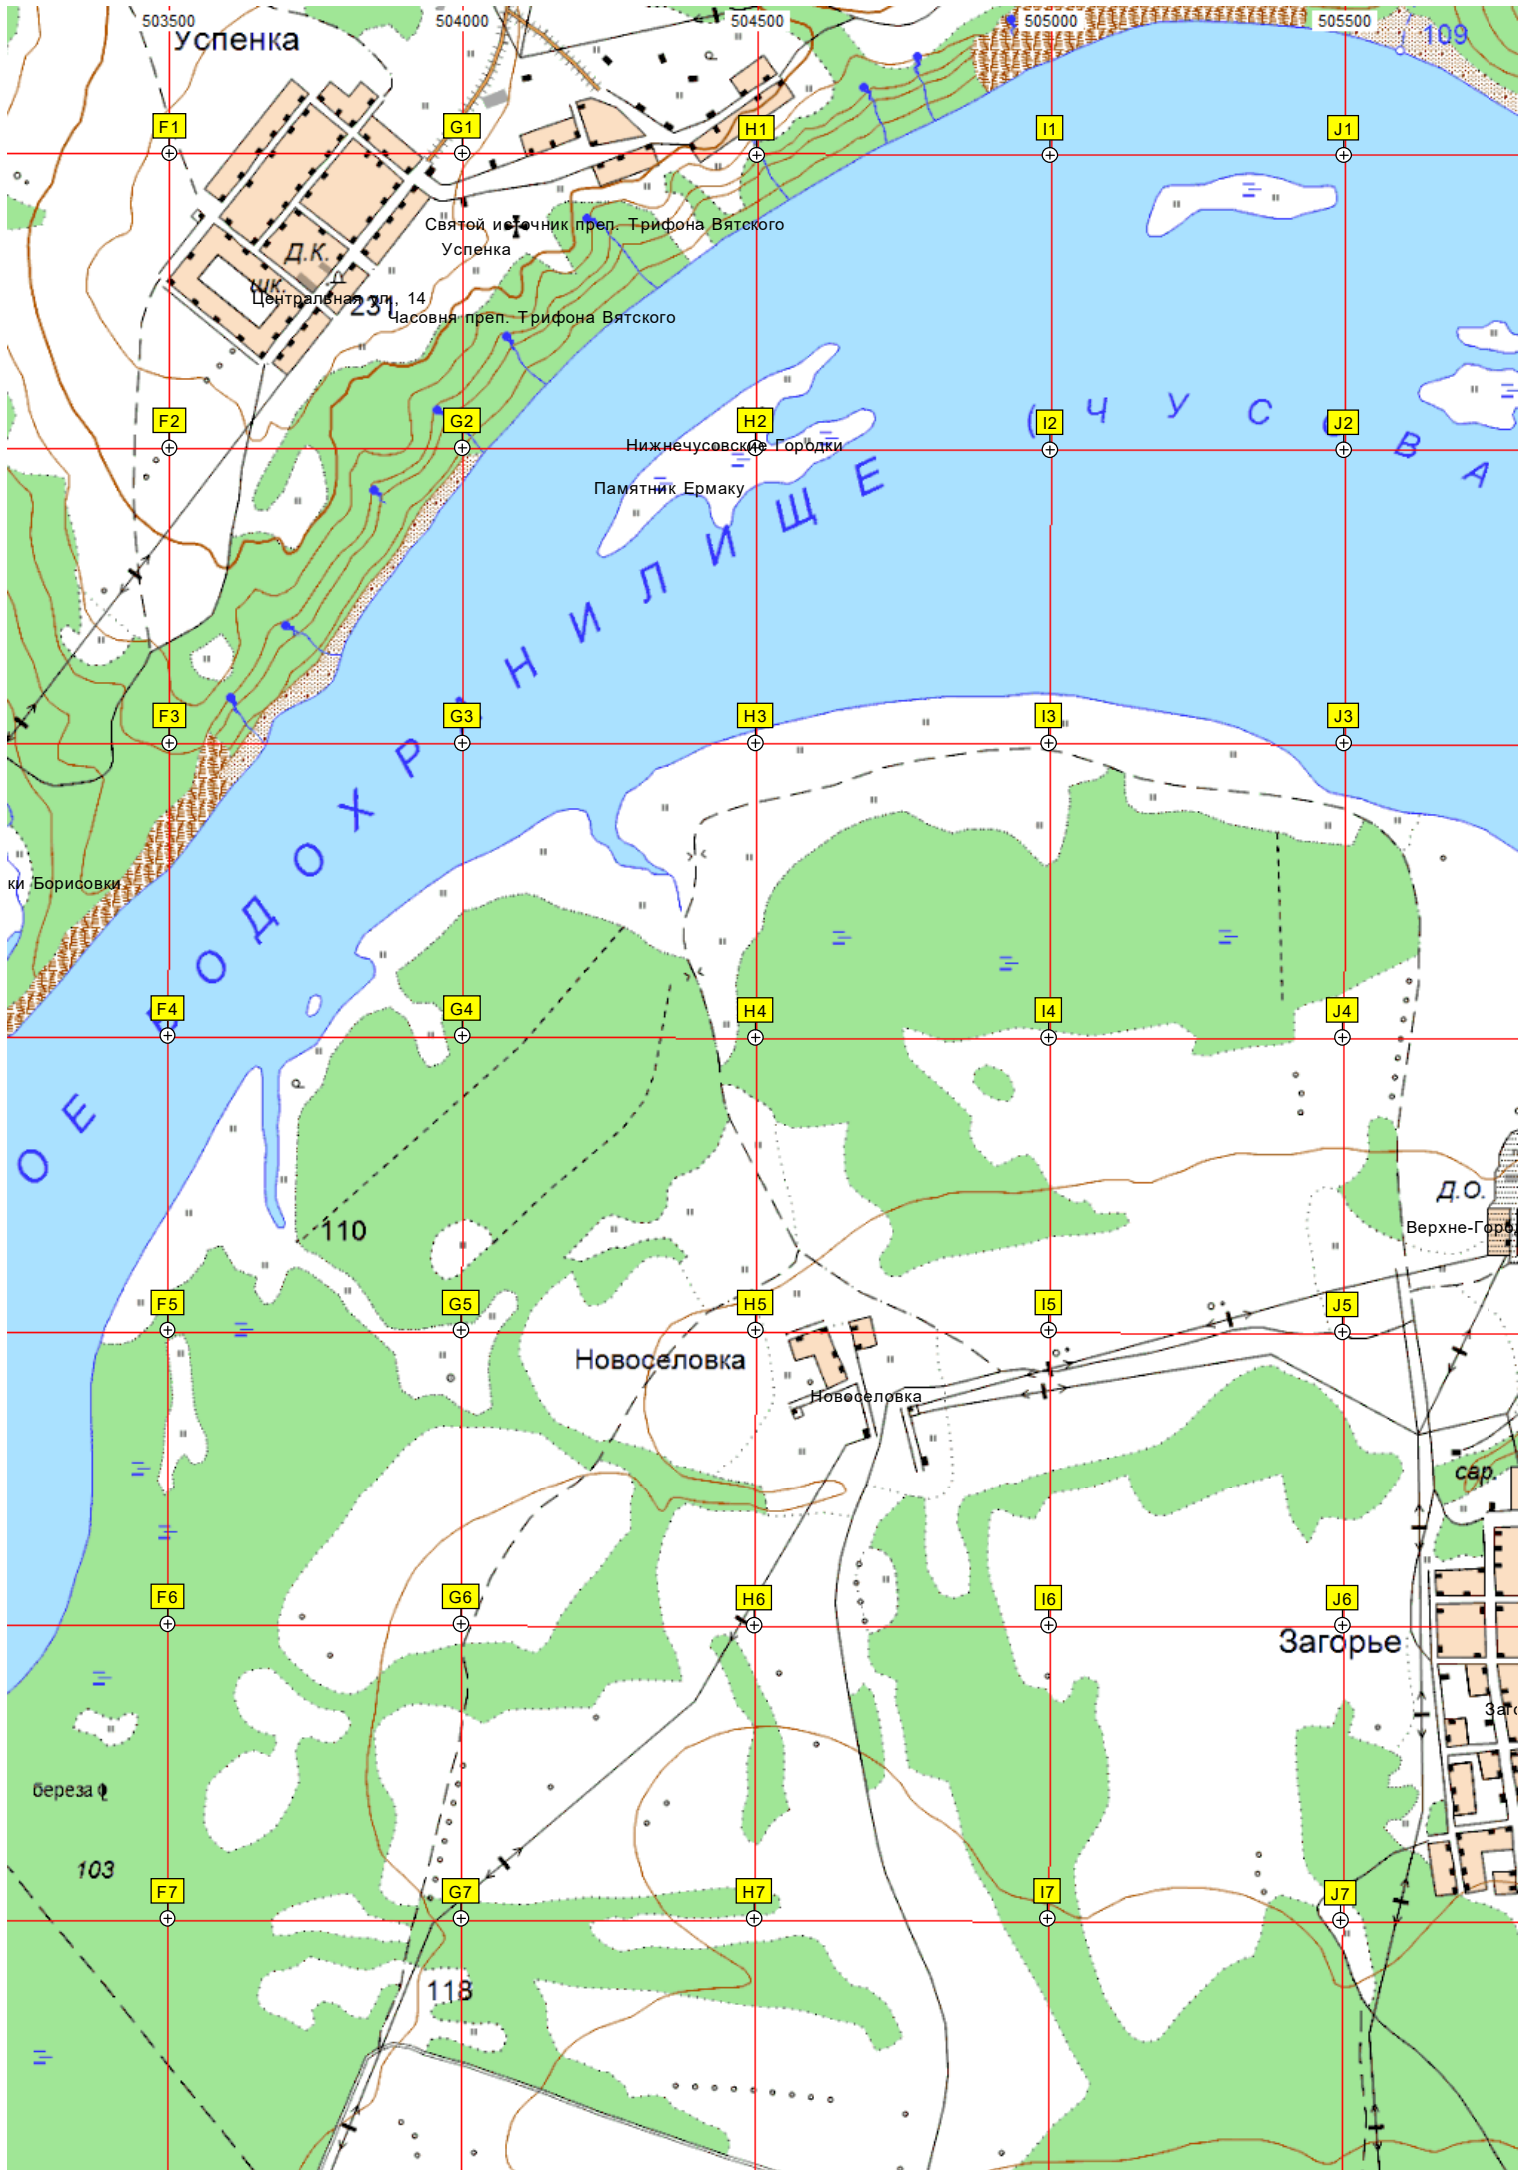 503500 504000 504500 505000 505500
Успенка
109
F1 G1 H1 I1 J1
Святой источник преп. Трифона Вятского
Успенка
Д.К.
шк.
Центральная ул., 14
231
Часовня преп. Трифона Вятского
F2 G2 H2 I2 J2
( Ч У С О В А
Нижнечусовские Городки
Памятник Ермаку
F3 G3 H3 I3 J3
О Е В О Д О Х Р А Н И Л И Щ Е
ки Борисовки
F4 G4 H4 I4 J4
Д.О.
Верхне-Горо
110
F5 G5 H5 I5 J5
Новоселовка
Новоселовка
сар.
F6 G6 H6 I6 J6
Загорье
Заго
береза
103
F7 G7 H7 I7 J7
118